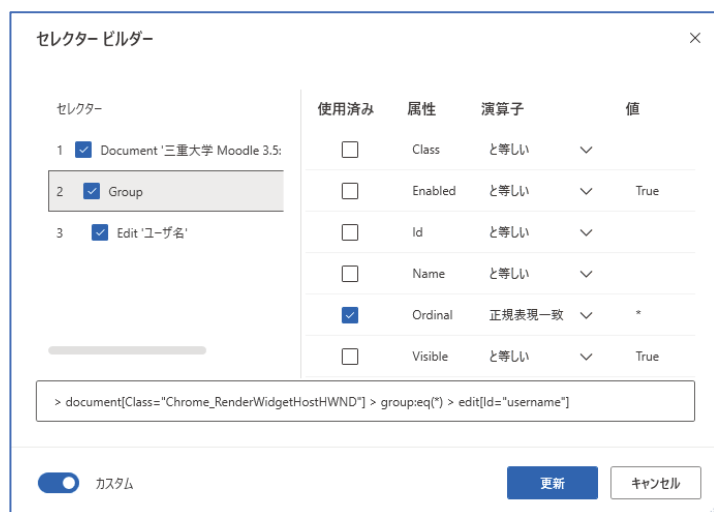 セレクター ビルダー
セレクター
使用済み 属性 演算子 値
1 Document '三重大学 Moodle 3.5:
Class と等しい
2 Group
Enabled と等しい True
3 Edit 'ユーザ名'
Id と等しい
Name と等しい
Ordinal 正規表現一致 *
Visible と等しい True
> document[Class="Chrome_RenderWidgetHostHWND"] > group:eq(*) > edit[Id="username"]
カスタム 更新 キャンセル